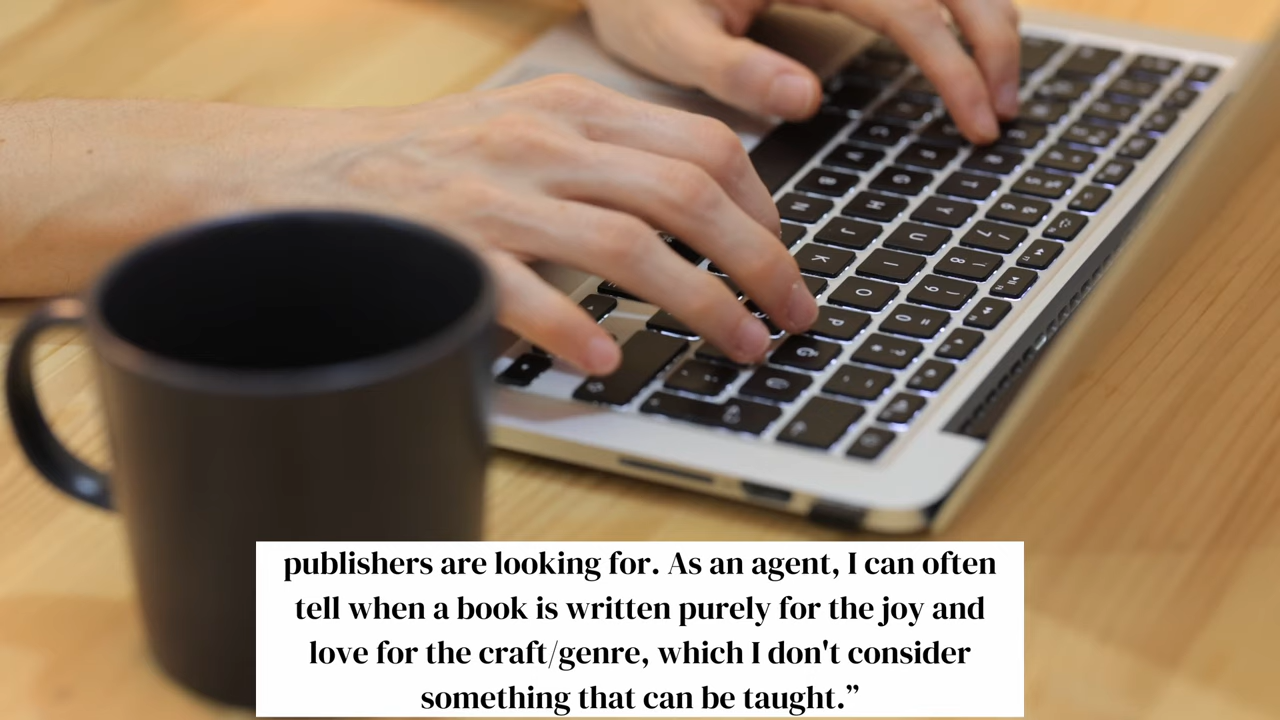 publishers are looking for. As an agent, I can often
tell when a book is written purely for the joy and
love for the craft/genre, which I don't consider
something that can be taught.”